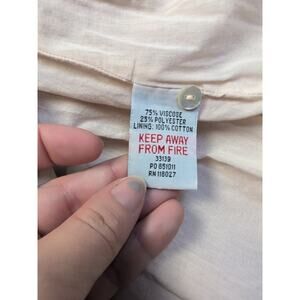 75% VISCOSE
25% POLYESTER
LINING: 100% COTTON
KEEP AWAY
FROM FIRE
33139
PO 851011
RN 118027